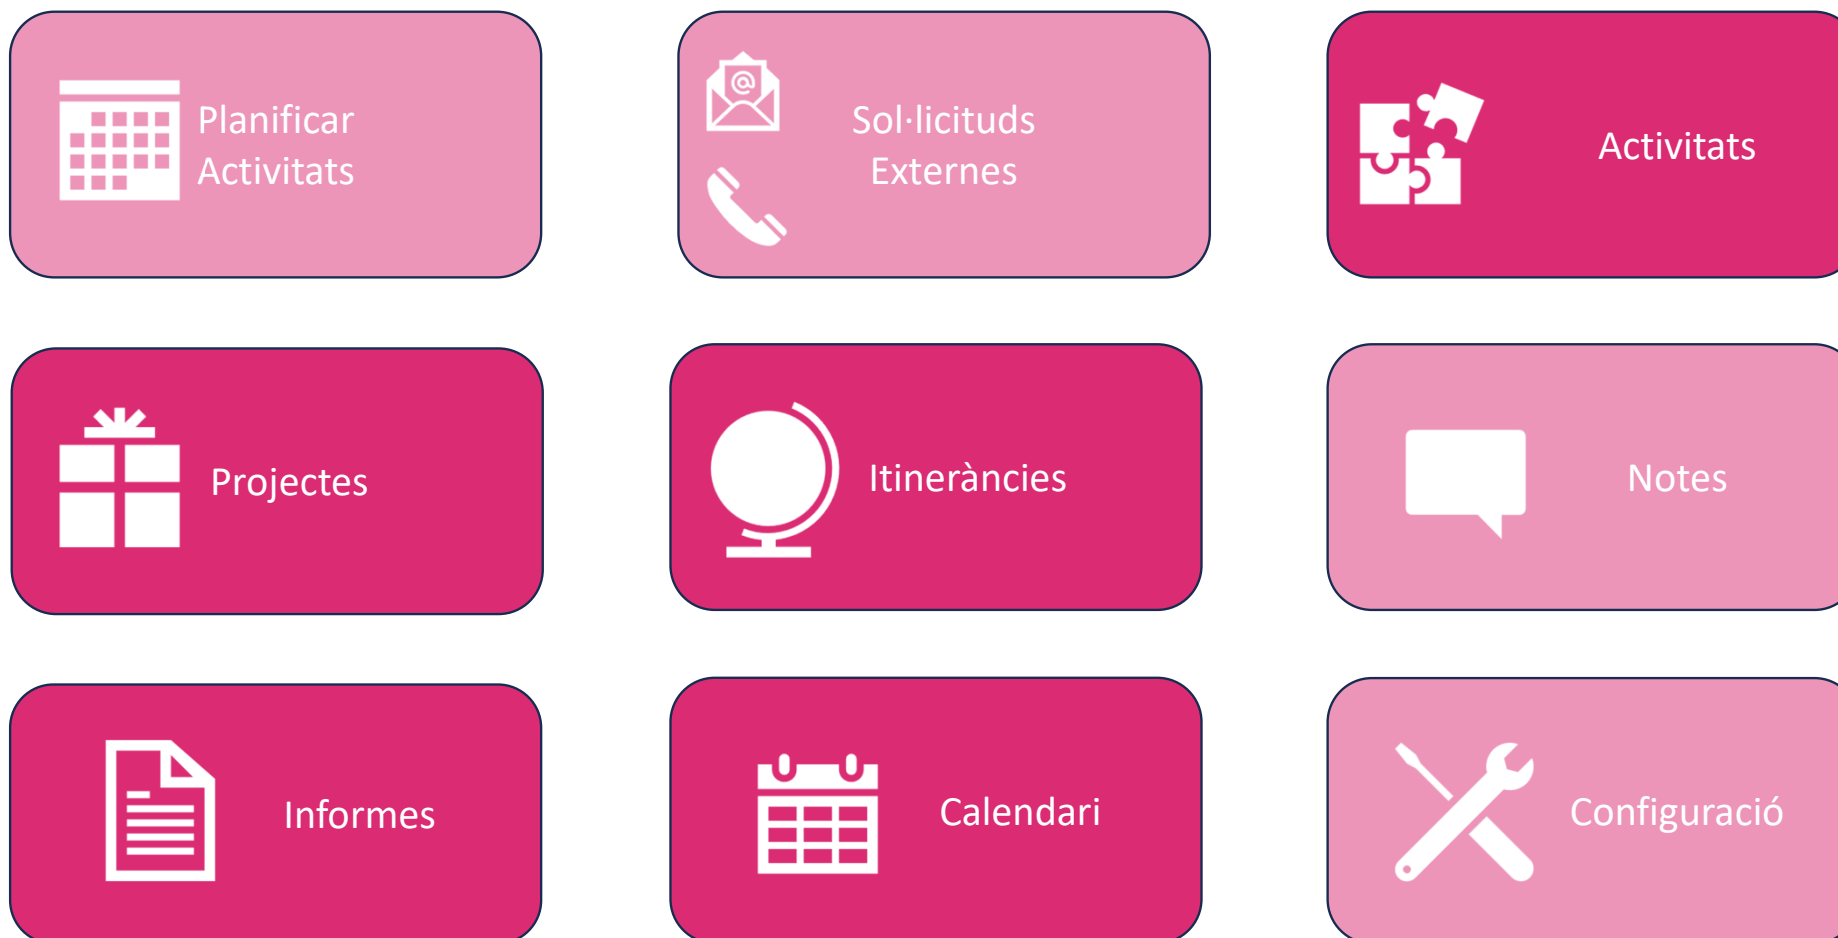 Planificar
Activitats
Sol·licituds
Externes
Activitats
Projectes
Itineràncies
Notes
Informes
Calendari
Configuració